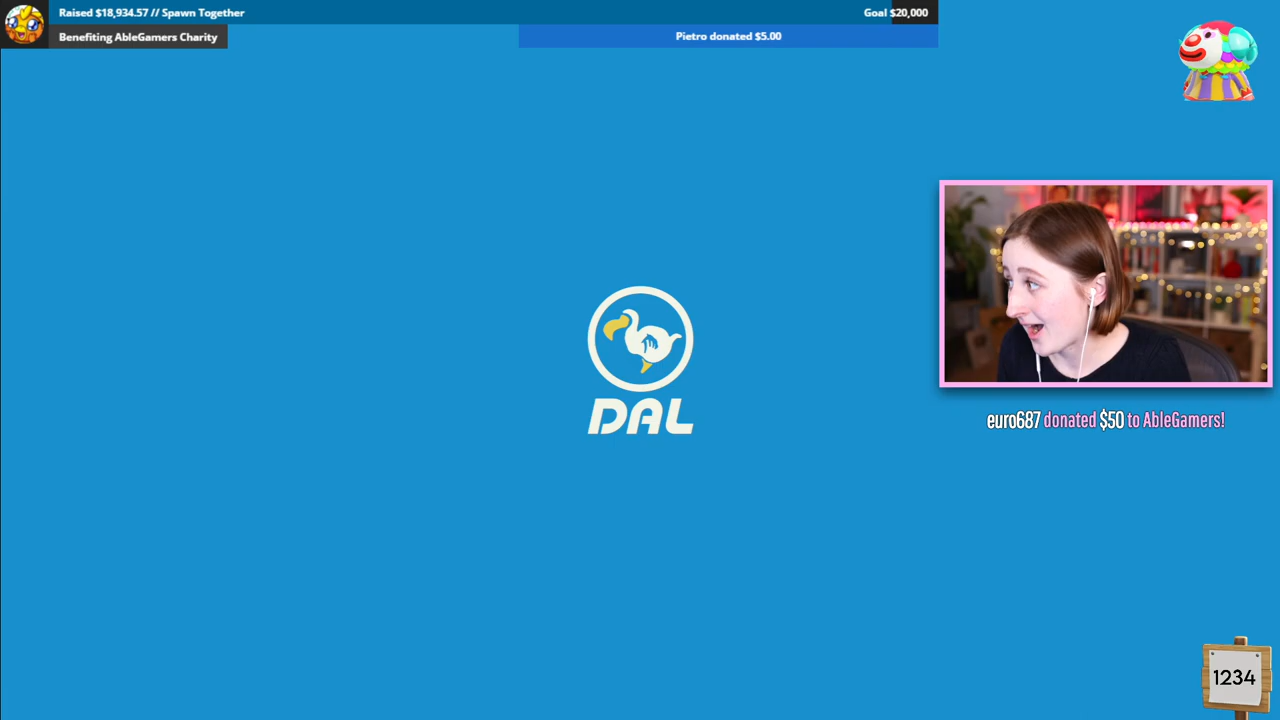 Raised $18,934.57 // Spawn Together
Goal $20,000
Benefiting AbleGamers Charity
Pietro donated $5.00
DAL
euro687 donated $50 to AbleGamers!
1234